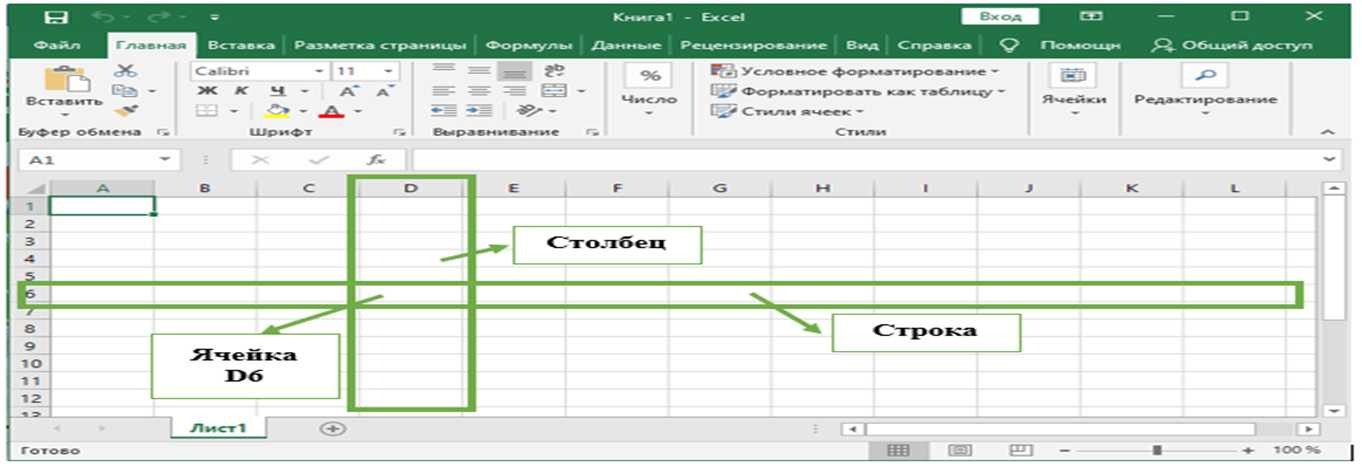 Книга1 - Excel
Вход
Файл Главная Вставка Разметка страницы Формулы Данные Рецензирование Вид Справка Помощн Общий доступ
Вставить
Буфер обмена
Calibri 11
Ж К Ч А А
А
Шрифт
Выравнивание
%
Число
Условное форматирование
Форматировать как таблицу
Стили ячеек
Стили
Ячейки
Редактирование
A1 fx
A B C D E F G H I J K L
1
2
3
4
5
6
7
8
9
10
11
12
13
Столбец
Ячейка
D6
Строка
Лист1
Готово
100 %